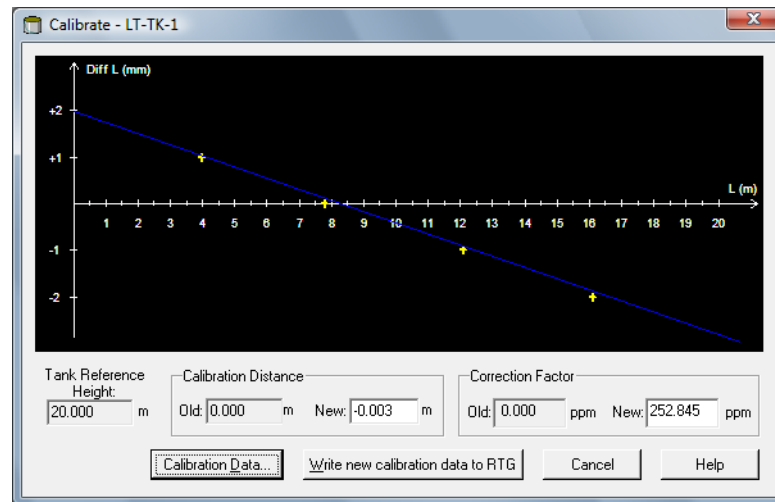 Calibrate - LT-TK-1
Diff L (mm)
+2
+1
L (m)
1 2 3 4 5 6 7 8 9 10 11 12 13 14 15 16 17 18 19 20
-1
-2
Tank Reference Height:
20.000 m
Calibration Distance
Old: 0.000 m New: -0.003 m
Correction Factor
Old: 0.000 ppm New: 252.845 ppm
Calibration Data... Write new calibration data to RTG Cancel Help